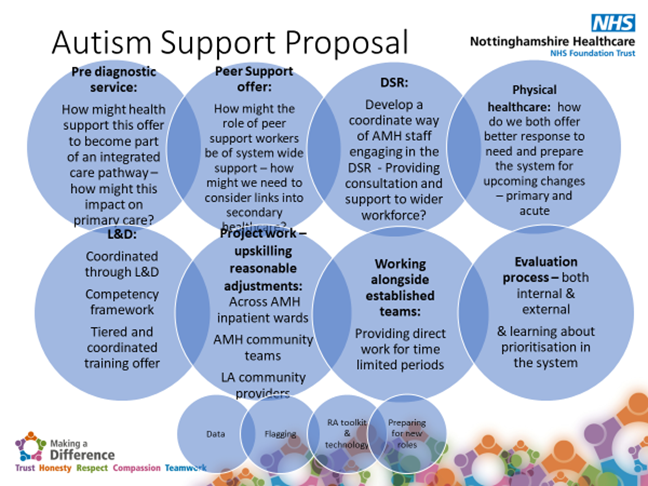 Autism Support Proposal
NHS
Nottinghamshire Healthcare
NHS Foundation Trust
Pre diagnostic
service:
How might health
support this offer
to become part
of an integrated
care pathway –
how might this
impact on
primary care?
Peer Support
offer:
How might the
role of peer
support workers
be of system wide
support – how
might we need to
consider links into
secondary
healthcare?
DSR:
Develop a
coordinate way
of AMH staff
engaging in the
DSR - Providing
consultation and
support to wider
workforce?
Physical
healthcare: how
do we both offer
better response to
need and prepare
the system for
upcoming changes
– primary and
acute
L&D:
Coordinated
through L&D
Competency
framework
Tiered and
coordinated
training offer
Project work –
upskilling
reasonable
adjustments:
Across AMH
inpatient wards
AMH community
teams
LA community
providers
Working
alongside
established
teams:
Providing direct
work for time
limited periods
Evaluation
process – both
internal &
external
& learning about
prioritisation in
the system
Data
Flagging
RA toolkit
&
technology
Preparing
for new
roles
Making a
Difference
Trust Honesty Respect Compassion Teamwork